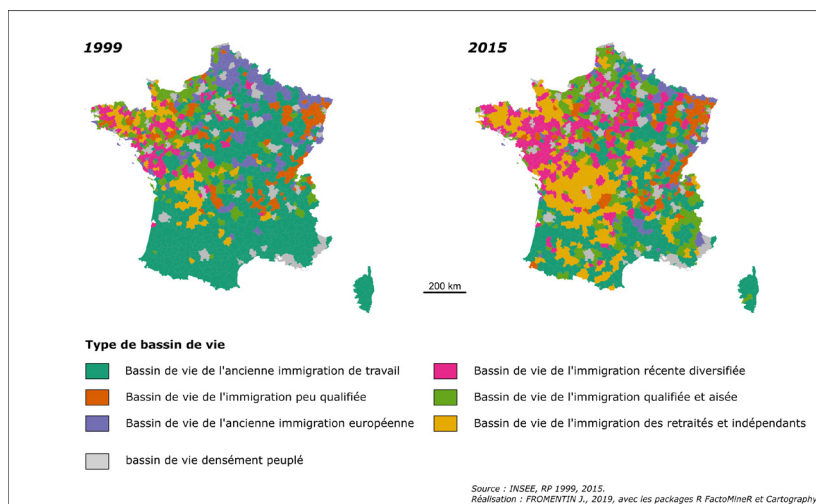 1999
2015
200 km
Type de bassin de vie
Bassin de vie de l'ancienne immigration de travail
Bassin de vie de l'immigration peu qualifiée
Bassin de vie de l'ancienne immigration européenne
bassin de vie densément peuplé
Bassin de vie de l'immigration récente diversifiée
Bassin de vie de l'immigration qualifiée et aisée
Bassin de vie de l'immigration des retraités et indépendants
Source : INSEE, RP 1999, 2015.
Réalisation : FROMENTIN J., 2019, avec les packages R FactoMineR et Cartography